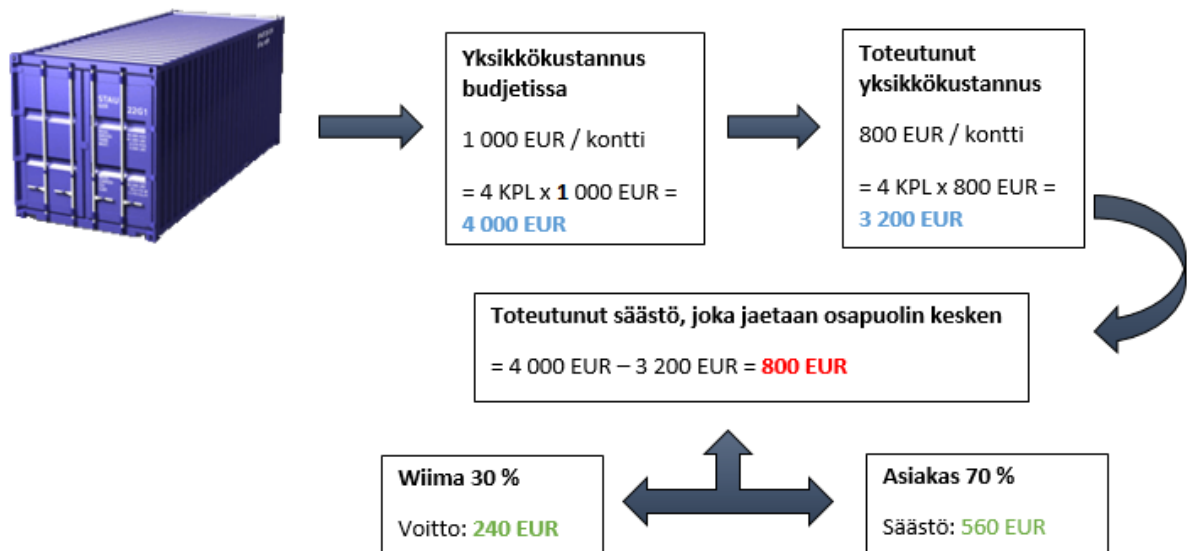 STAU
2201
Yksikkökustannus
budjetissa
1 000 EUR / kontti
= 4 KPL x 1 000 EUR =
4 000 EUR
Toteutunut
yksikkökustannus
800 EUR / kontti
= 4 KPL x 800 EUR =
3 200 EUR
Toteutunut säästö, joka jaetaan osapuolin kesken
= 4 000 EUR – 3 200 EUR = 800 EUR
Wiima 30 %
Voitto: 240 EUR
Asiakas 70 %
Säästö: 560 EUR